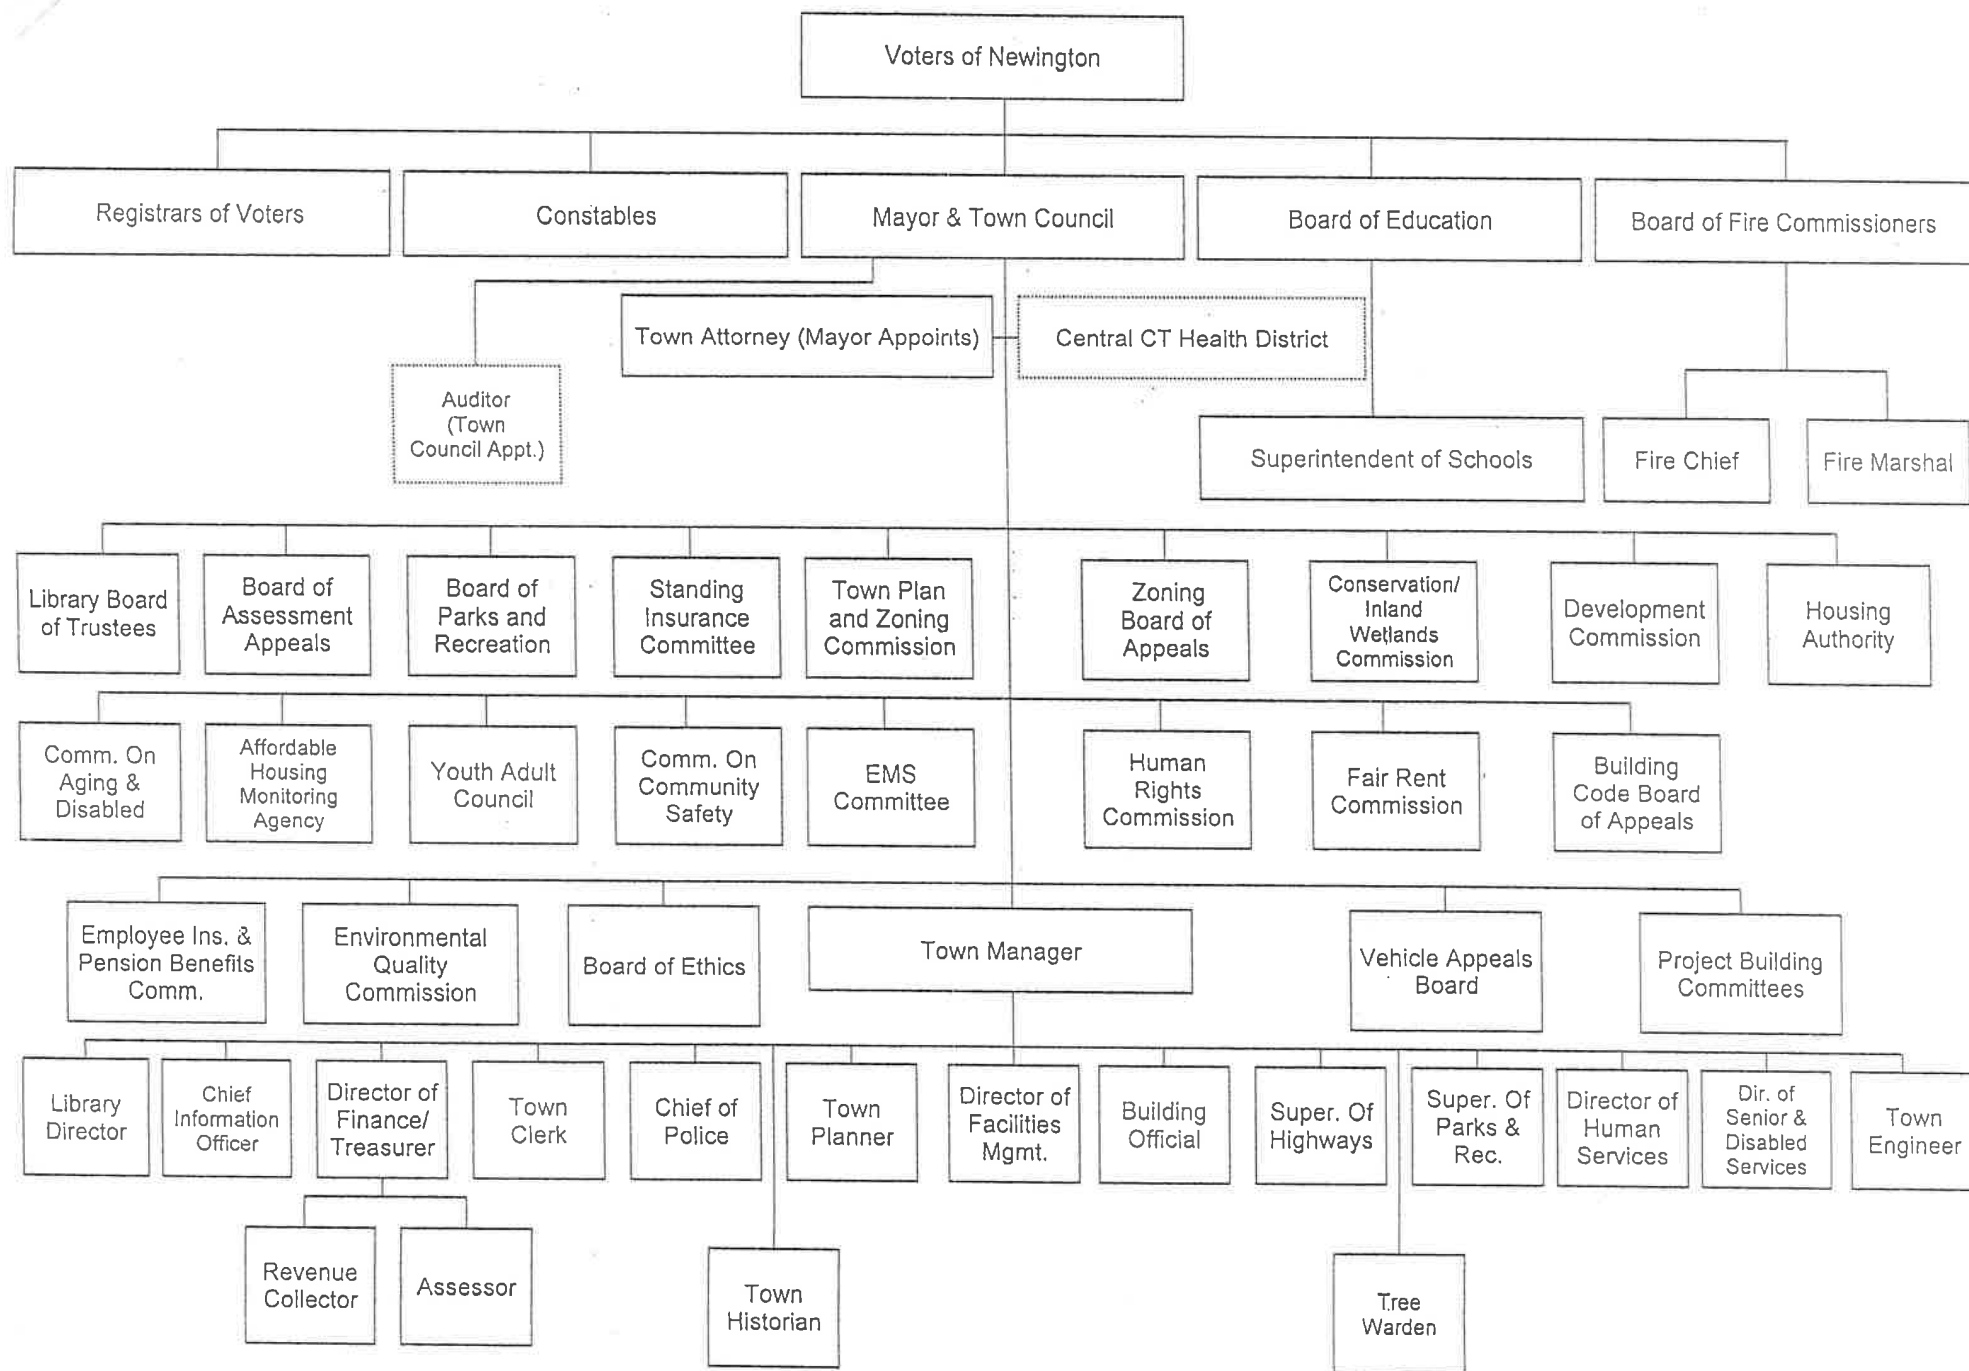 Voters of Newington
Registrars of Voters
Constables
Mayor & Town Council
Board of Education
Board of Fire Commissioners
Town Attorney (Mayor Appoints)
Central CT Health District
Auditor
(Town
Council Appt.)
Superintendent of Schools
Fire Chief
Fire Marshal
Library Board
of Trustees
Board of
Assessment
Appeals
Board of
Parks and
Recreation
Standing
Insurance
Committee
Town Plan
and Zoning
Commission
Zoning
Board of
Appeals
Conservation/
Inland
Wetlands
Commission
Development
Commission
Housing
Authority
Comm. On
Aging &
Disabled
Affordable
Housing
Monitoring
Agency
Youth Adult
Council
Comm. On
Community
Safety
EMS
Committee
Human
Rights
Commission
Fair Rent
Commission
Building
Code Board
of Appeals
Employee Ins. &
Pension Benefits
Comm.
Environmental
Quality
Commission
Board of Ethics
Town Manager
Vehicle Appeals
Board
Project Building
Committees
Library
Director
Chief
Information
Officer
Director of
Finance/
Treasurer
Town
Clerk
Chief of
Police
Town
Planner
Director of
Facilities
Mgmt.
Building
Official
Super. Of
Highways
Super. Of
Parks &
Rec.
Director of
Human
Services
Dir. of
Senior &
Disabled
Services
Town
Engineer
Revenue
Collector
Assessor
Town
Historian
Tree
Warden